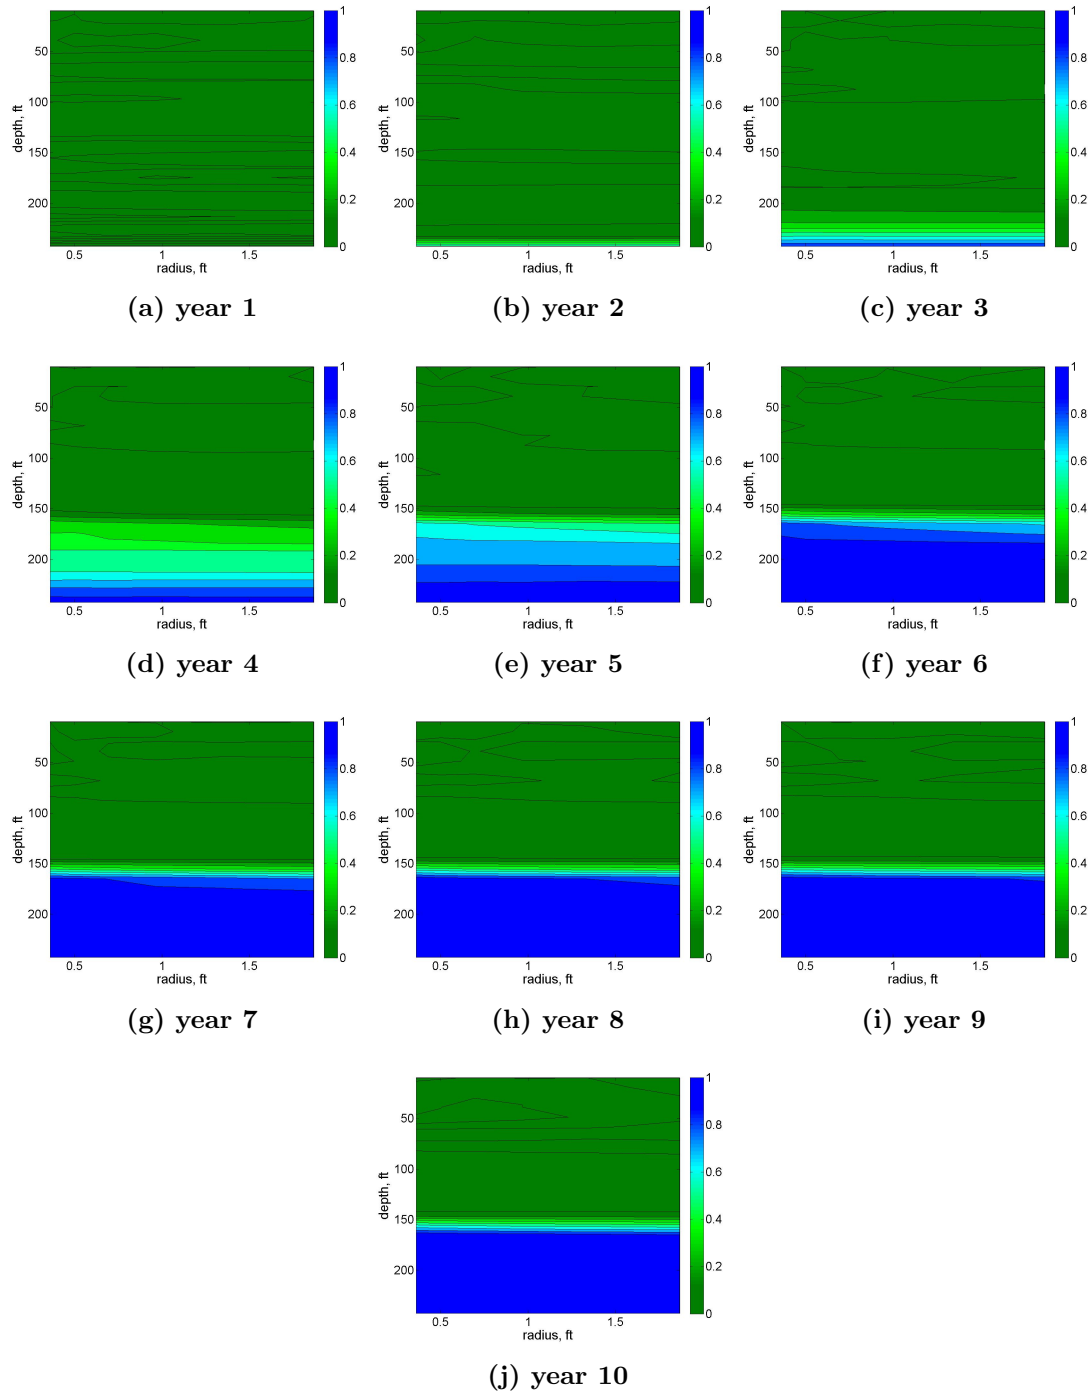 1 1 1
0.8 0.8 0.8
0.6 0.6 0.6
0.4 0.4 0.4
0.2 0.2 0.2
0 0 0
50 50 50
100 100 100
150 150 150
200 200 200
depth, ft depth, ft depth, ft
0.5 1 1.5 0.5 1 1.5 0.5 1 1.5
radius, ft radius, ft radius, ft
(a) year 1 (b) year 2 (c) year 3
1 1 1
0.8 0.8 0.8
0.6 0.6 0.6
0.4 0.4 0.4
0.2 0.2 0.2
0 0 0
50 50 50
100 100 100
150 150 150
200 200 200
depth, ft depth, ft depth, ft
0.5 1 1.5 0.5 1 1.5 0.5 1 1.5
radius, ft radius, ft radius, ft
(d) year 4 (e) year 5 (f) year 6
1 1 1
0.8 0.8 0.8
0.6 0.6 0.6
0.4 0.4 0.4
0.2 0.2 0.2
0 0 0
50 50 50
100 100 100
150 150 150
200 200 200
depth, ft depth, ft depth, ft
0.5 1 1.5 0.5 1 1.5 0.5 1 1.5
radius, ft radius, ft radius, ft
(g) year 7 (h) year 8 (i) year 9
1
0.8
0.6
0.4
0.2
0
50
100
150
200
depth, ft
0.5 1 1.5
radius, ft
(j) year 10